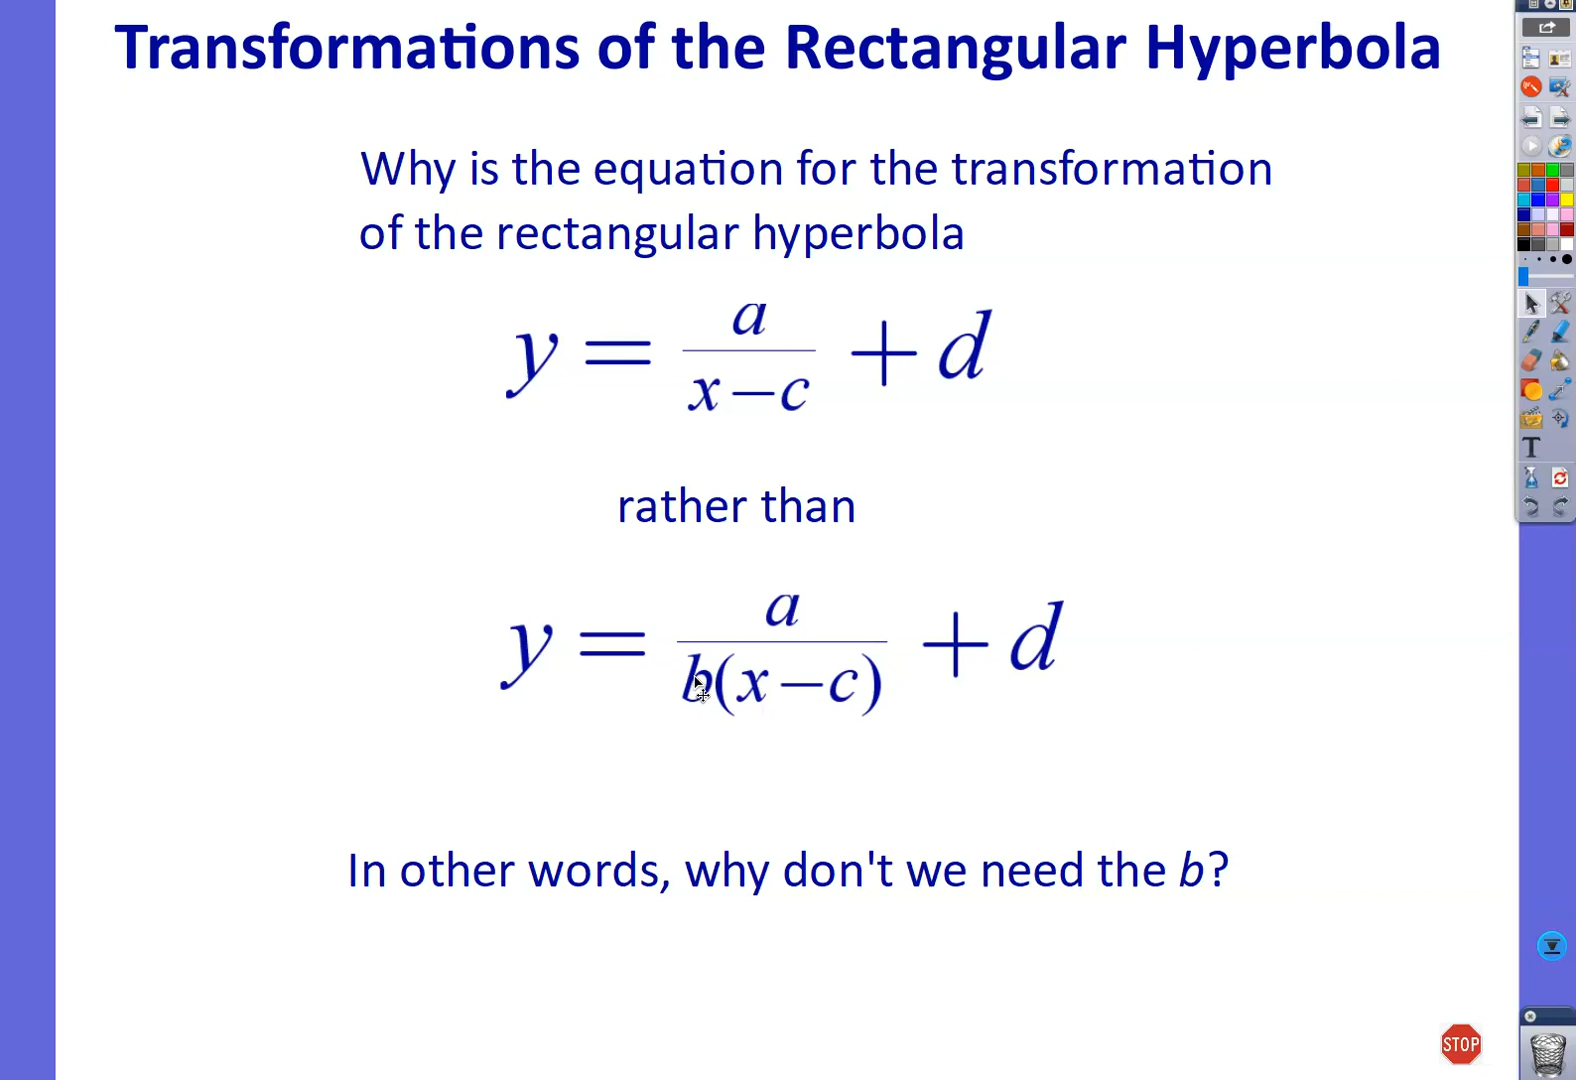 Transformations of the Rectangular Hyperbola
Why is the equation for the transformation
of the rectangular hyperbola
y = a/(x−c) + d
rather than
y = a/(b(x−c)) + d
In other words, why don't we need the b?
T
STOP